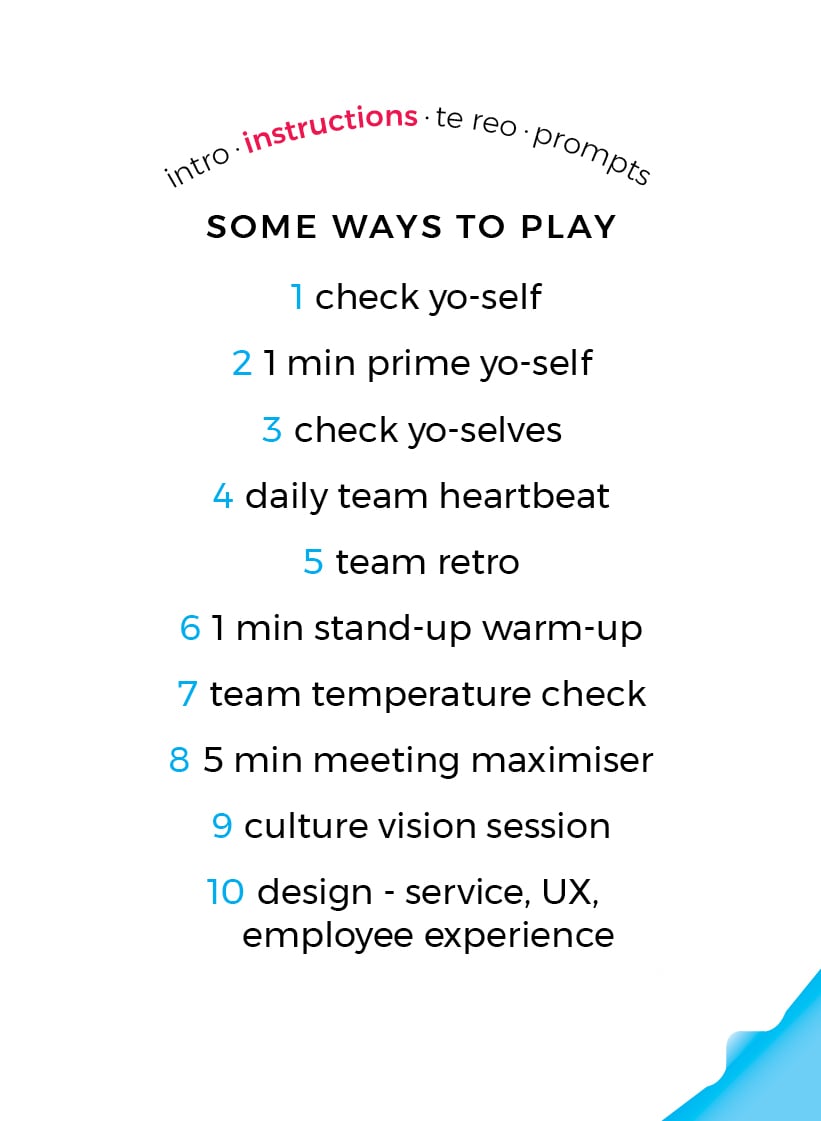 intro · instructions · te reo · prompts
SOME WAYS TO PLAY
1 check yo-self
2 1 min prime yo-self
3 check yo-selves
4 daily team heartbeat
5 team retro
6 1 min stand-up warm-up
7 team temperature check
8 5 min meeting maximiser
9 culture vision session
10 design - service, UX,
employee experience